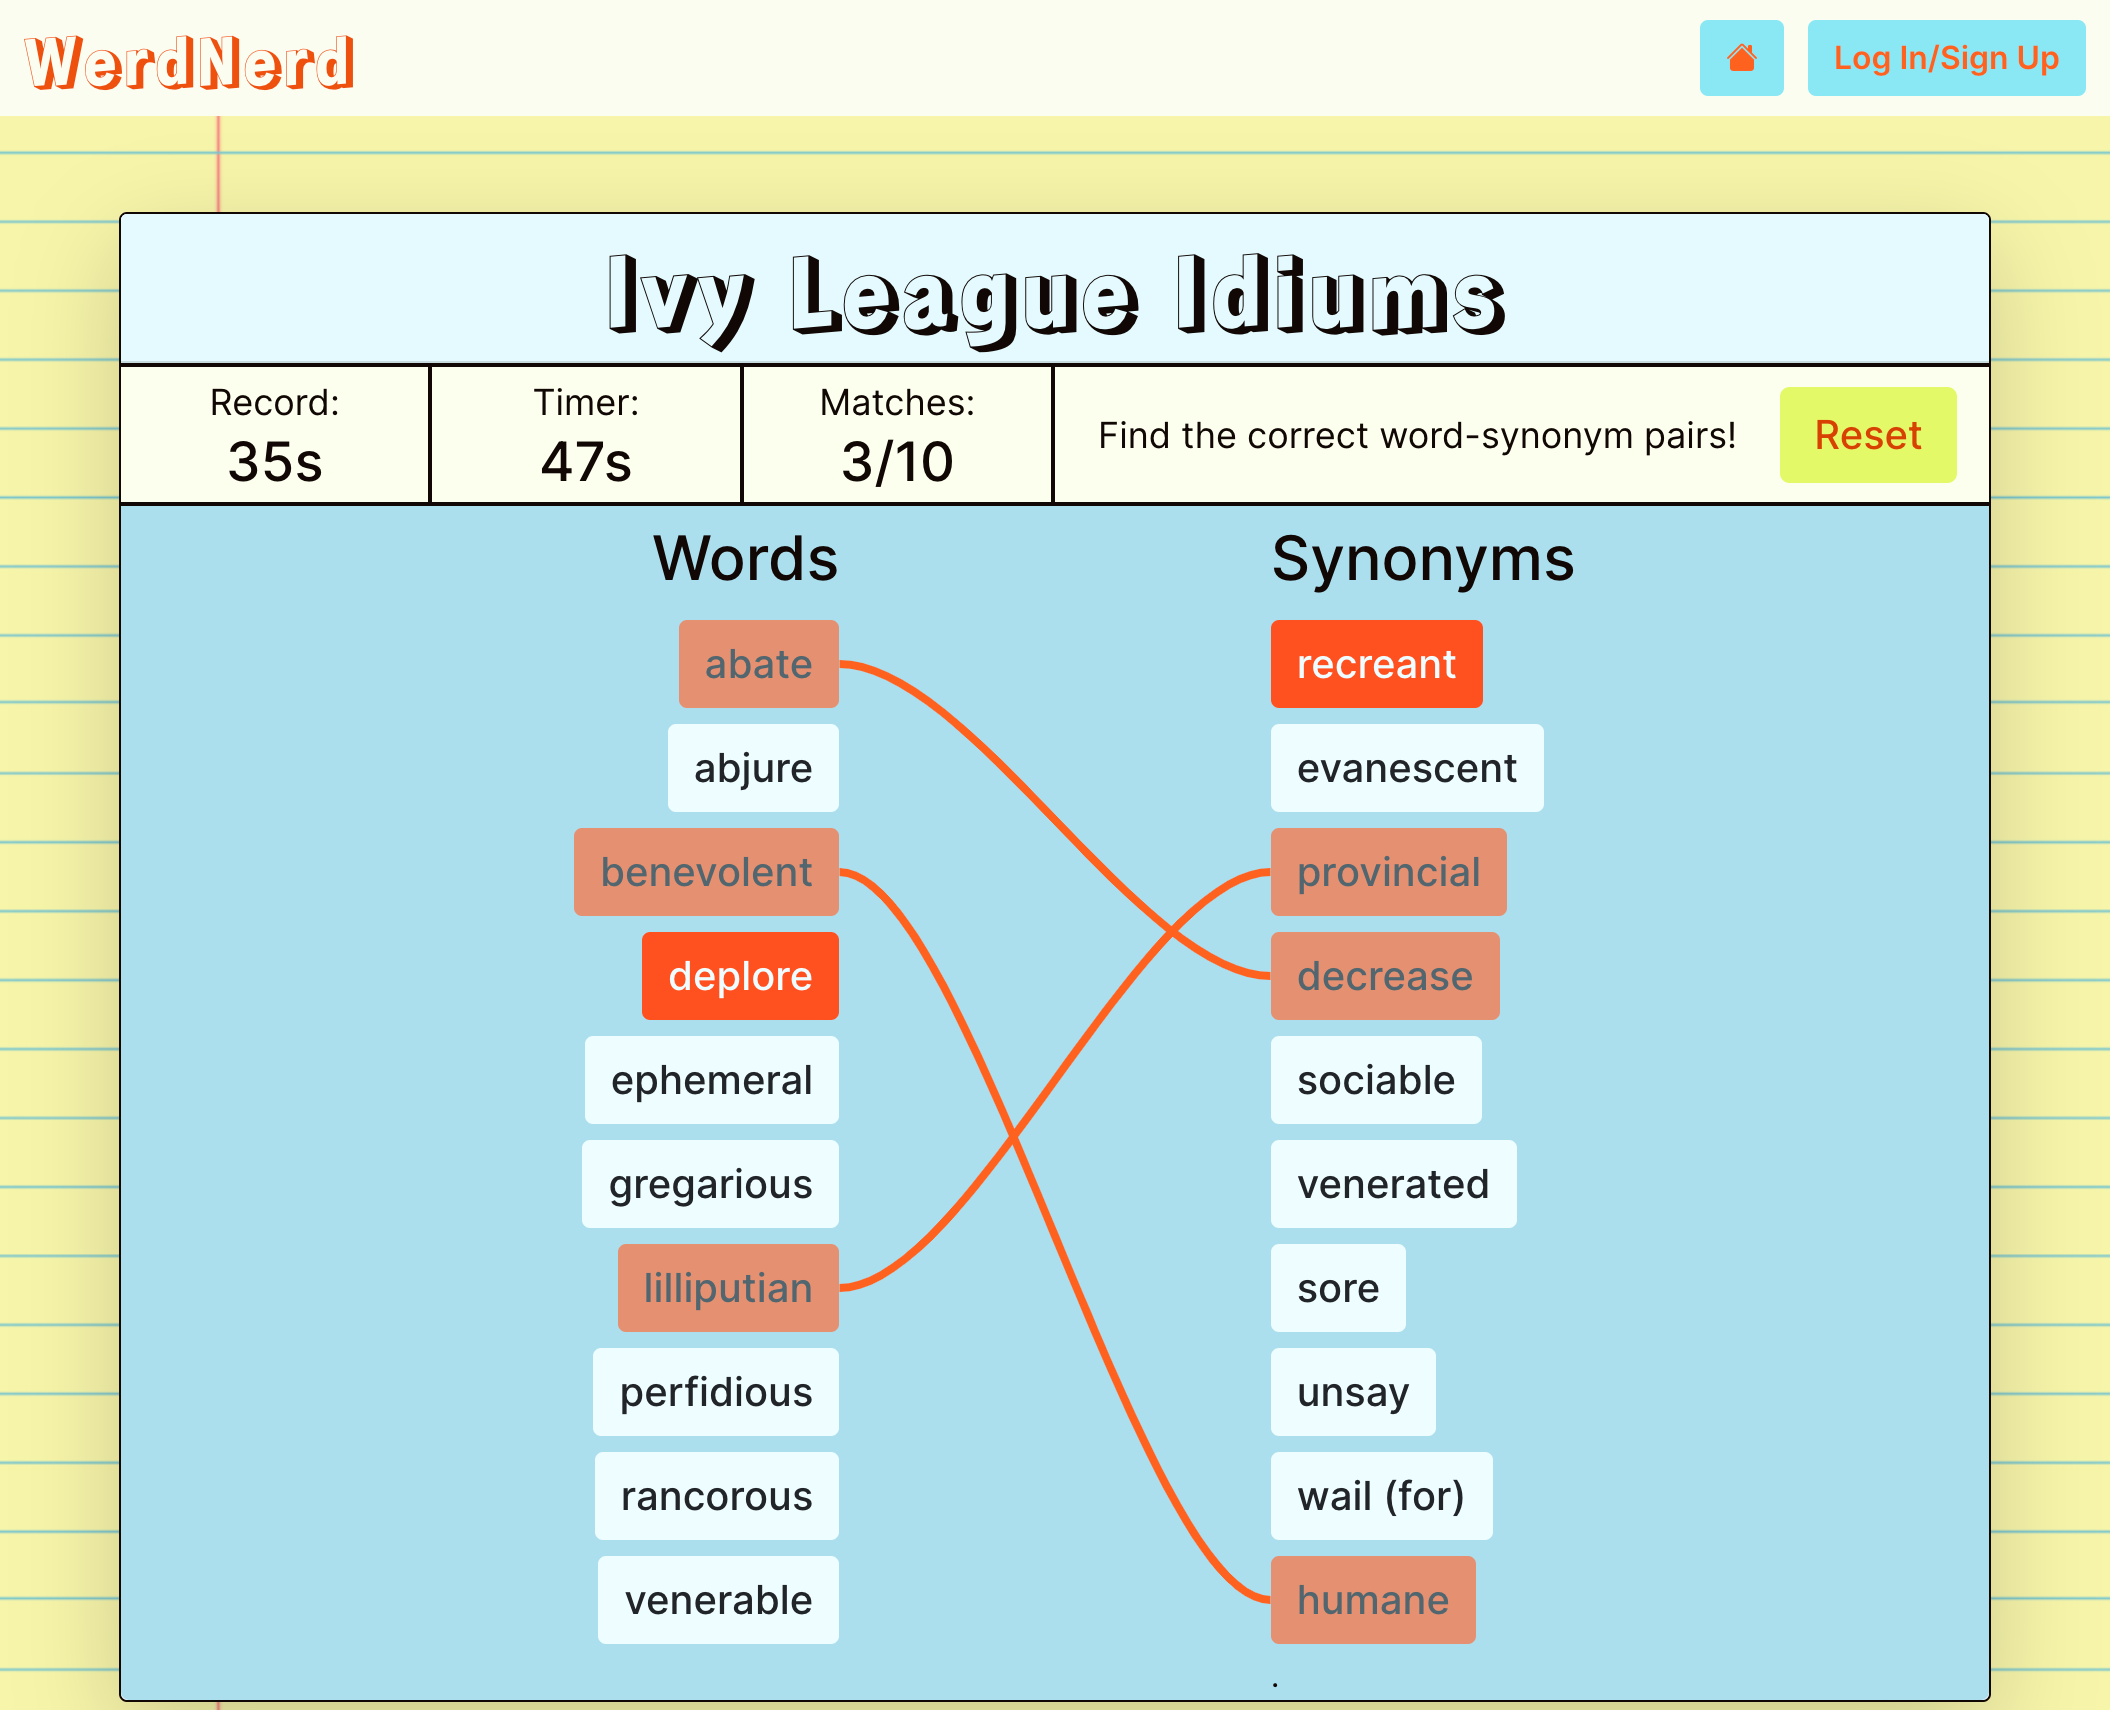 WerdNerd
Log In/Sign Up
Ivy League Idiums
Record:
35s
Timer:
47s
Matches:
3/10
Find the correct word-synonym pairs!
Reset
Words
abate
abjure
benevolent
deplore
ephemeral
gregarious
lilliputian
perfidious
rancorous
venerable
Synonyms
recreant
evanescent
provincial
decrease
sociable
venerated
sore
unsay
wail (for)
humane
.